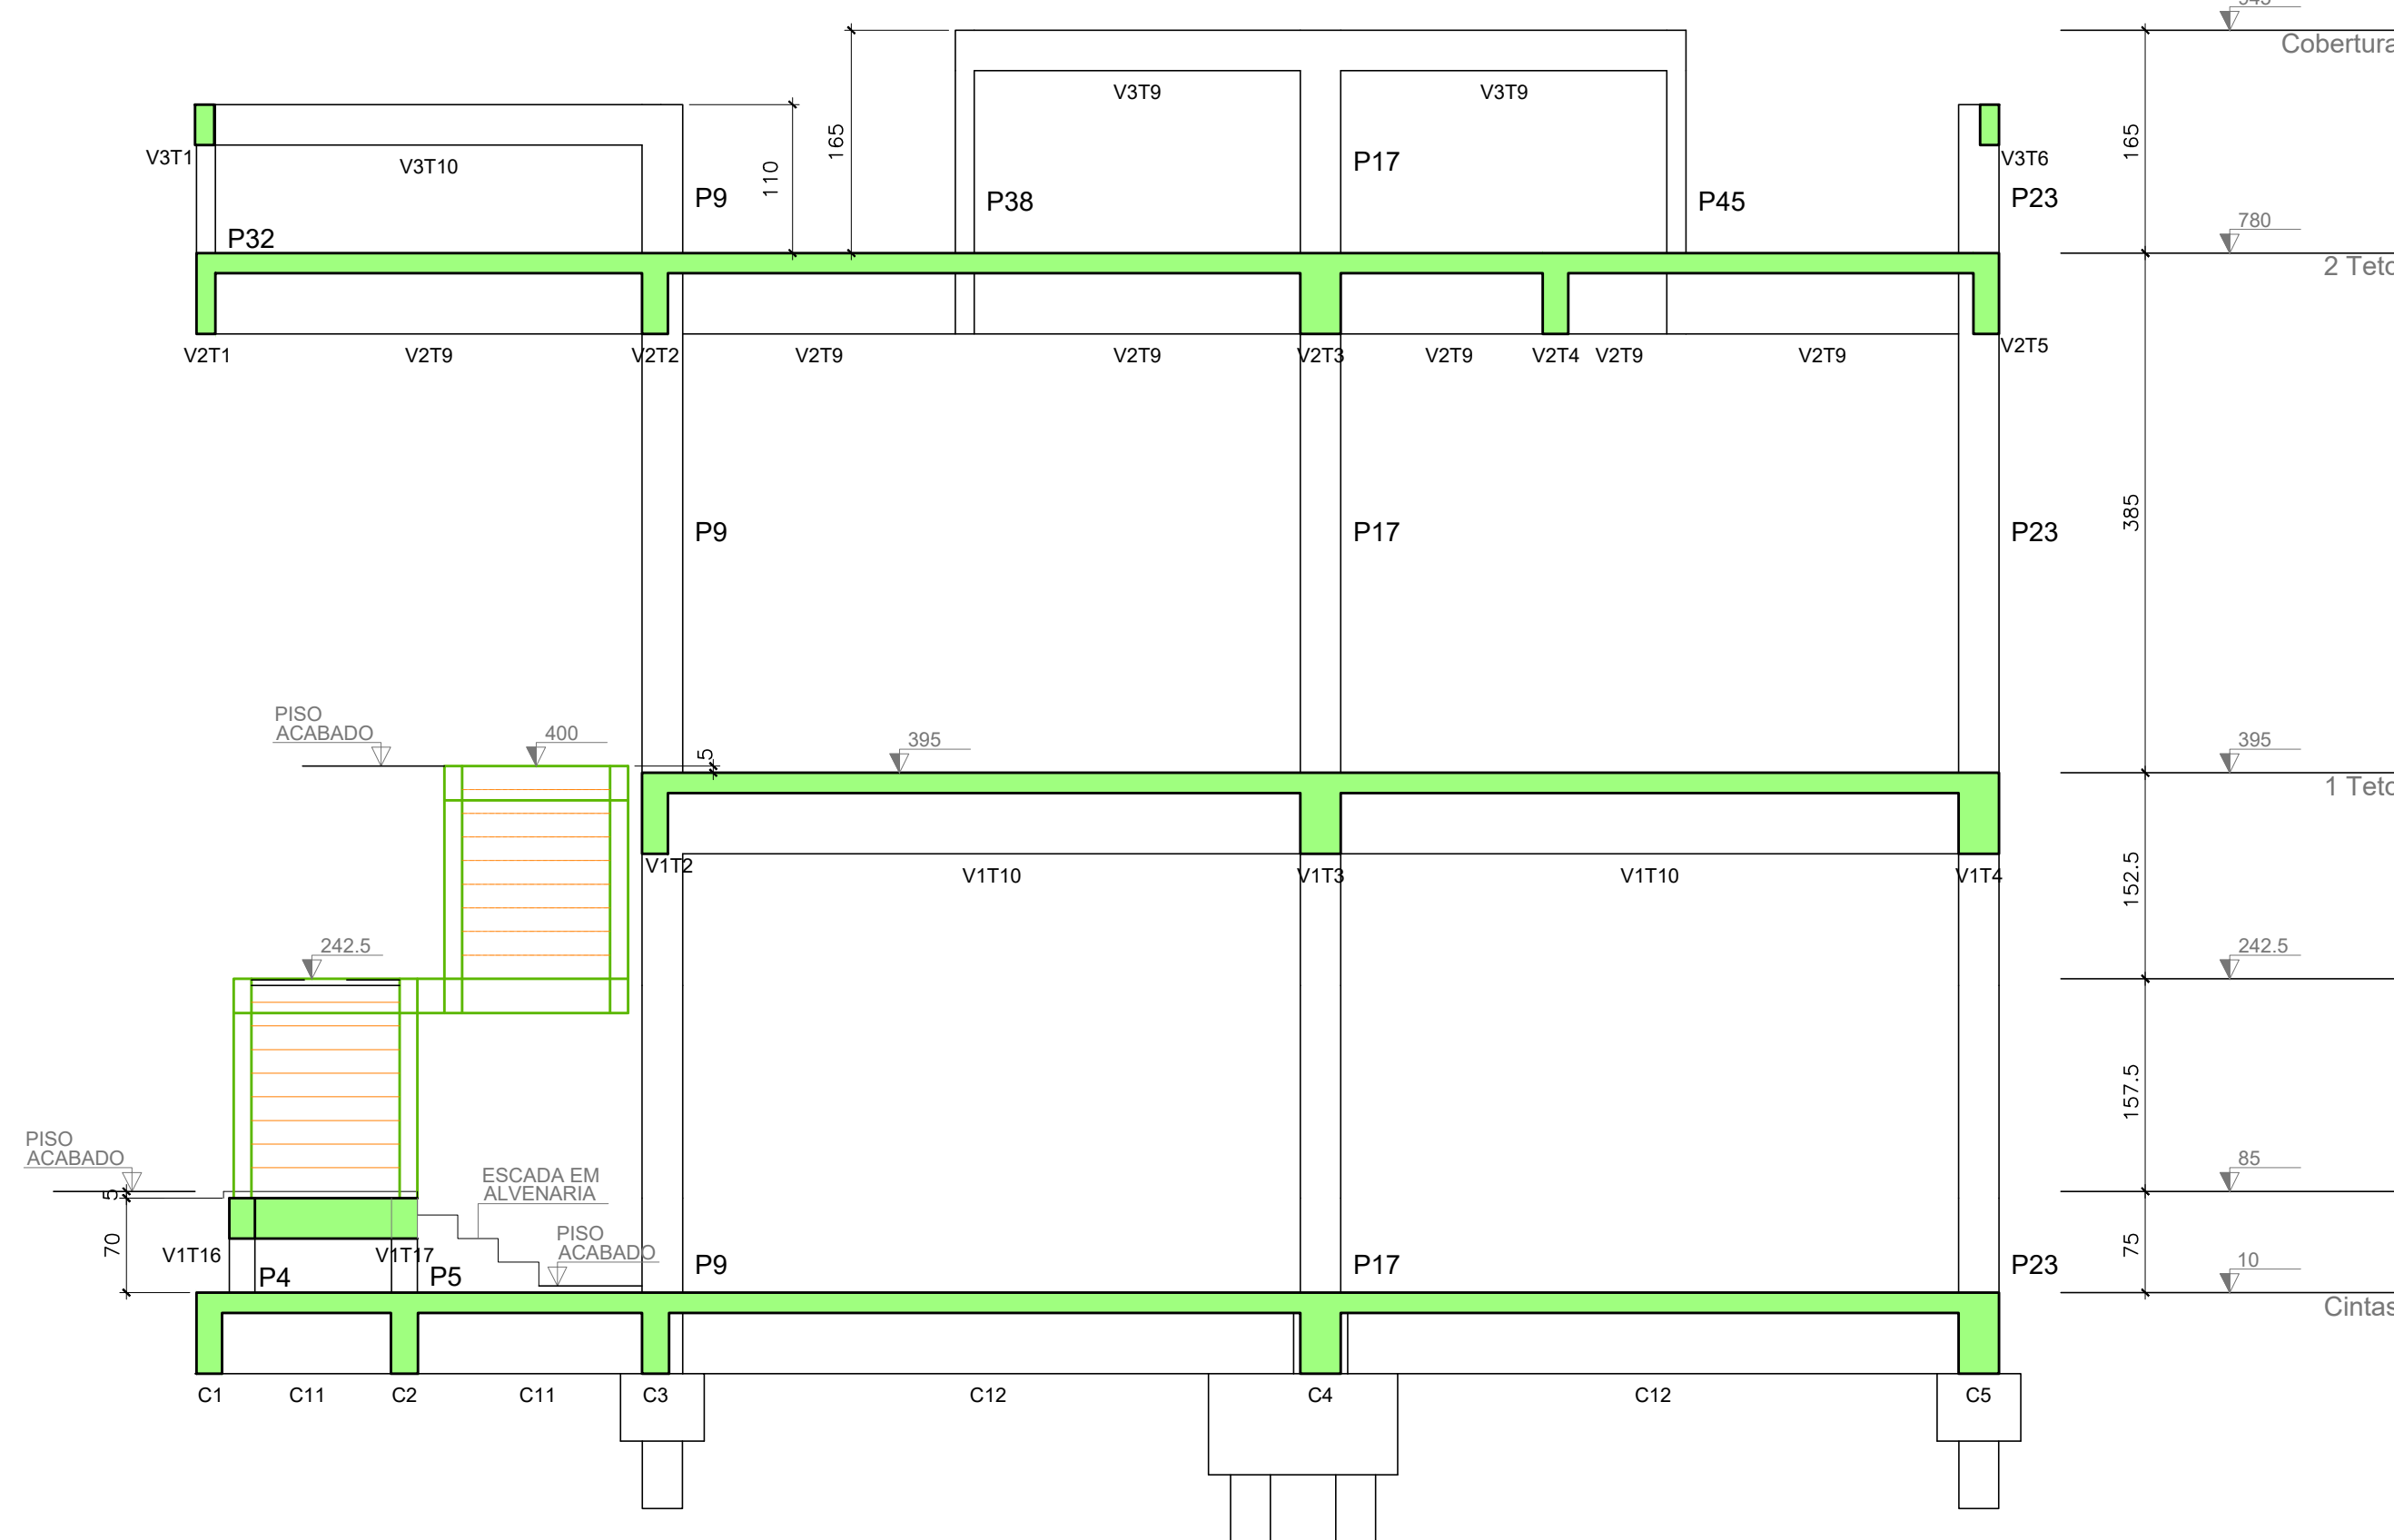 945
Cobertura
V3T9
V3T9
165
110
165
V3T1
V3T10
P17
V3T6
P9
P38
P45
P23
780
P32
2 Teto
V2T1
V2T9
V2T2
V2T9
V2T9
V2T3
V2T9
V2T4
V2T9
V2T9
V2T5
385
P9
P17
P23
PISO
ACABADO
400
5
395
395
1 Teto
V1T2
V1T10
V1T3
V1T10
V1T4
152.5
242.5
242.5
157.5
PISO
ACABADO
5
ESCADA EM
ALVENARIA
85
PISO
ACABADO
70
V1T16
V1T17
P4
P5
P9
P17
P23
75
10
Cintas
C1
C11
C2
C11
C3
C12
C4
C12
C5